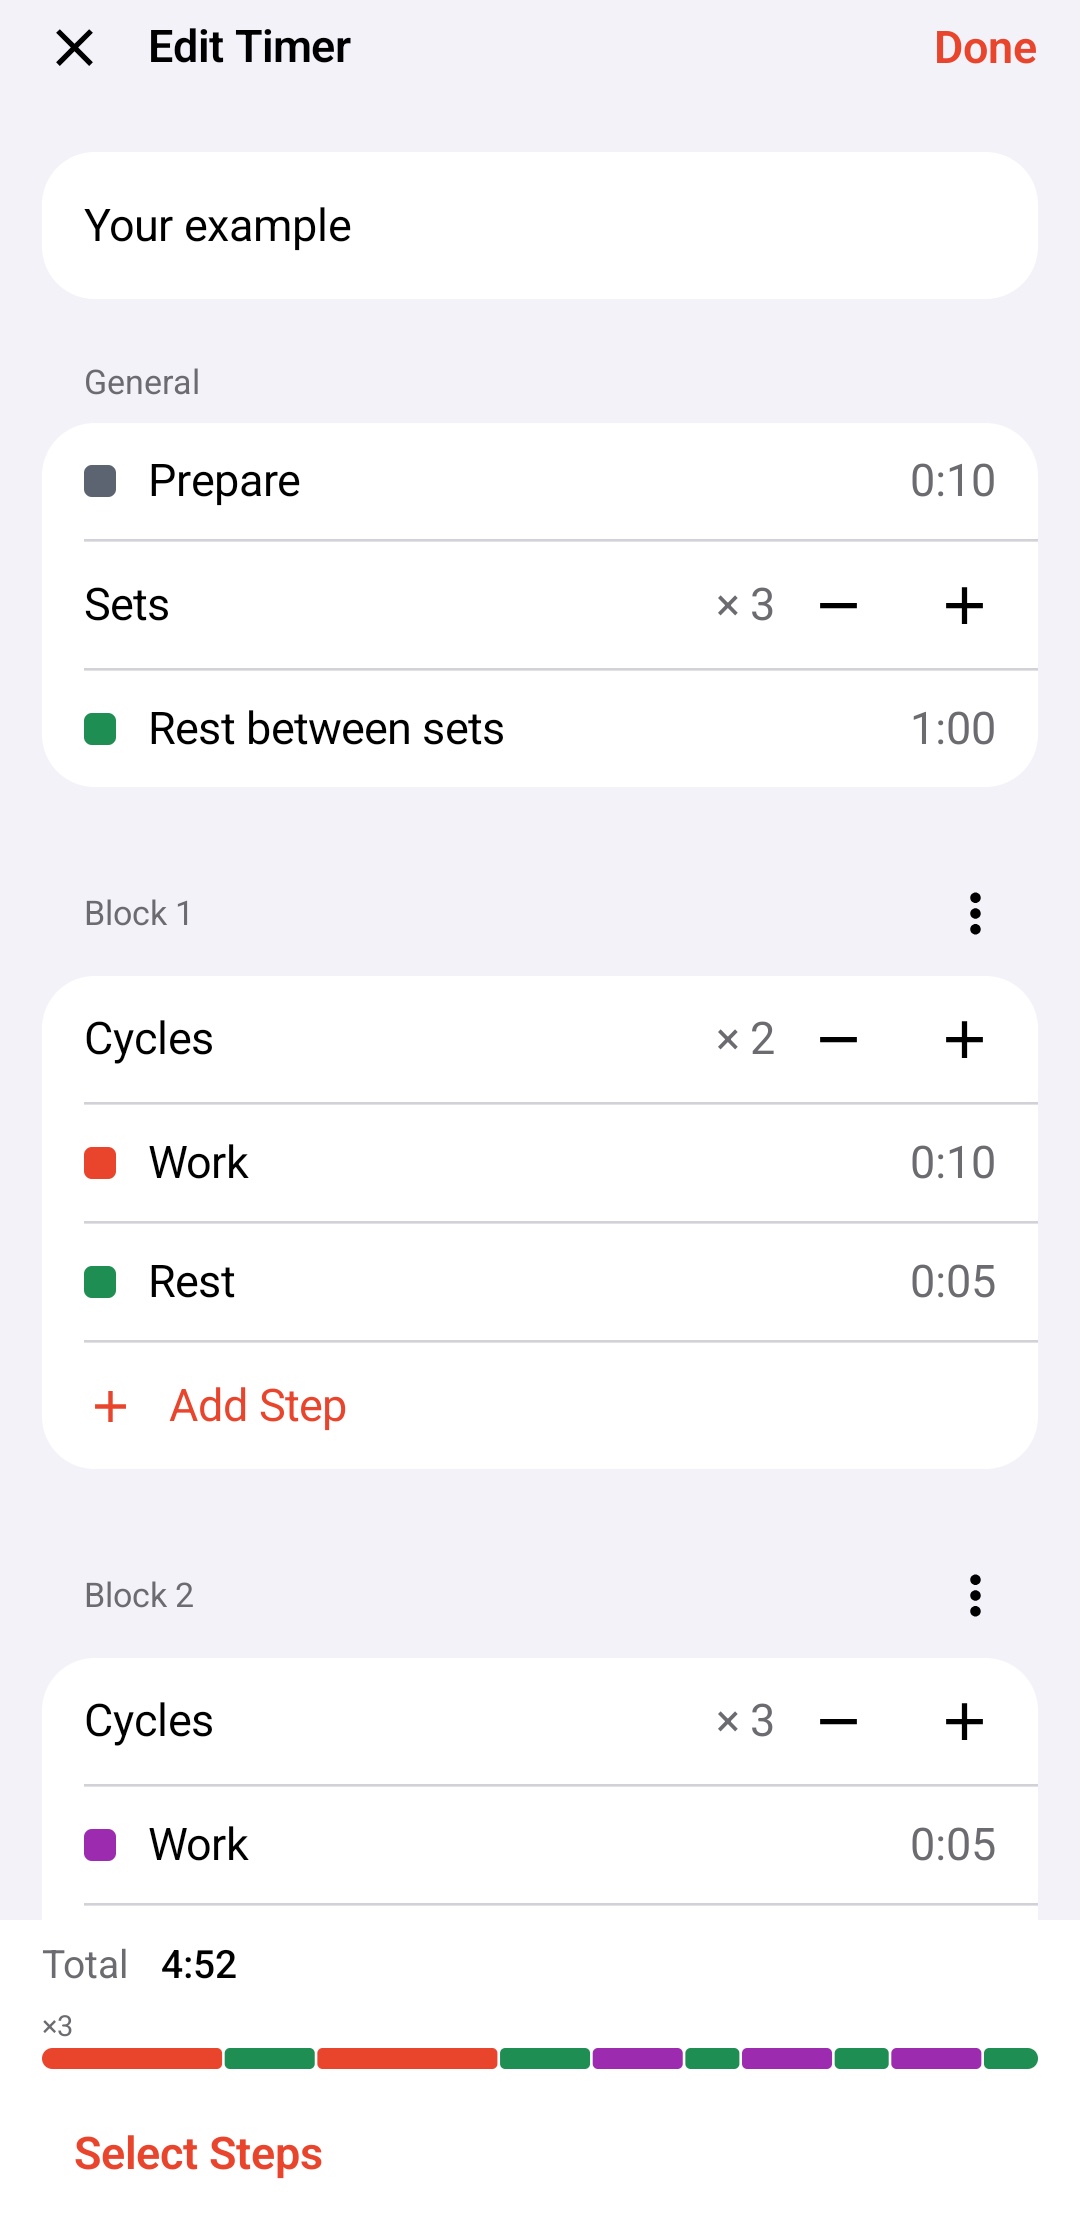 Edit Timer Done
Your example
General
Prepare 0:10
Sets × 3
Rest between sets 1:00
Block 1
Cycles × 2
Work 0:10
Rest 0:05
Add Step
Block 2
Cycles × 3
Work 0:05
Total 4:52
×3
Select Steps